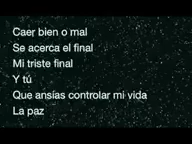 Caer bien o mal
Se acerca el final
Mi triste final
Y tú
Que ansías controlar mi vida
La paz